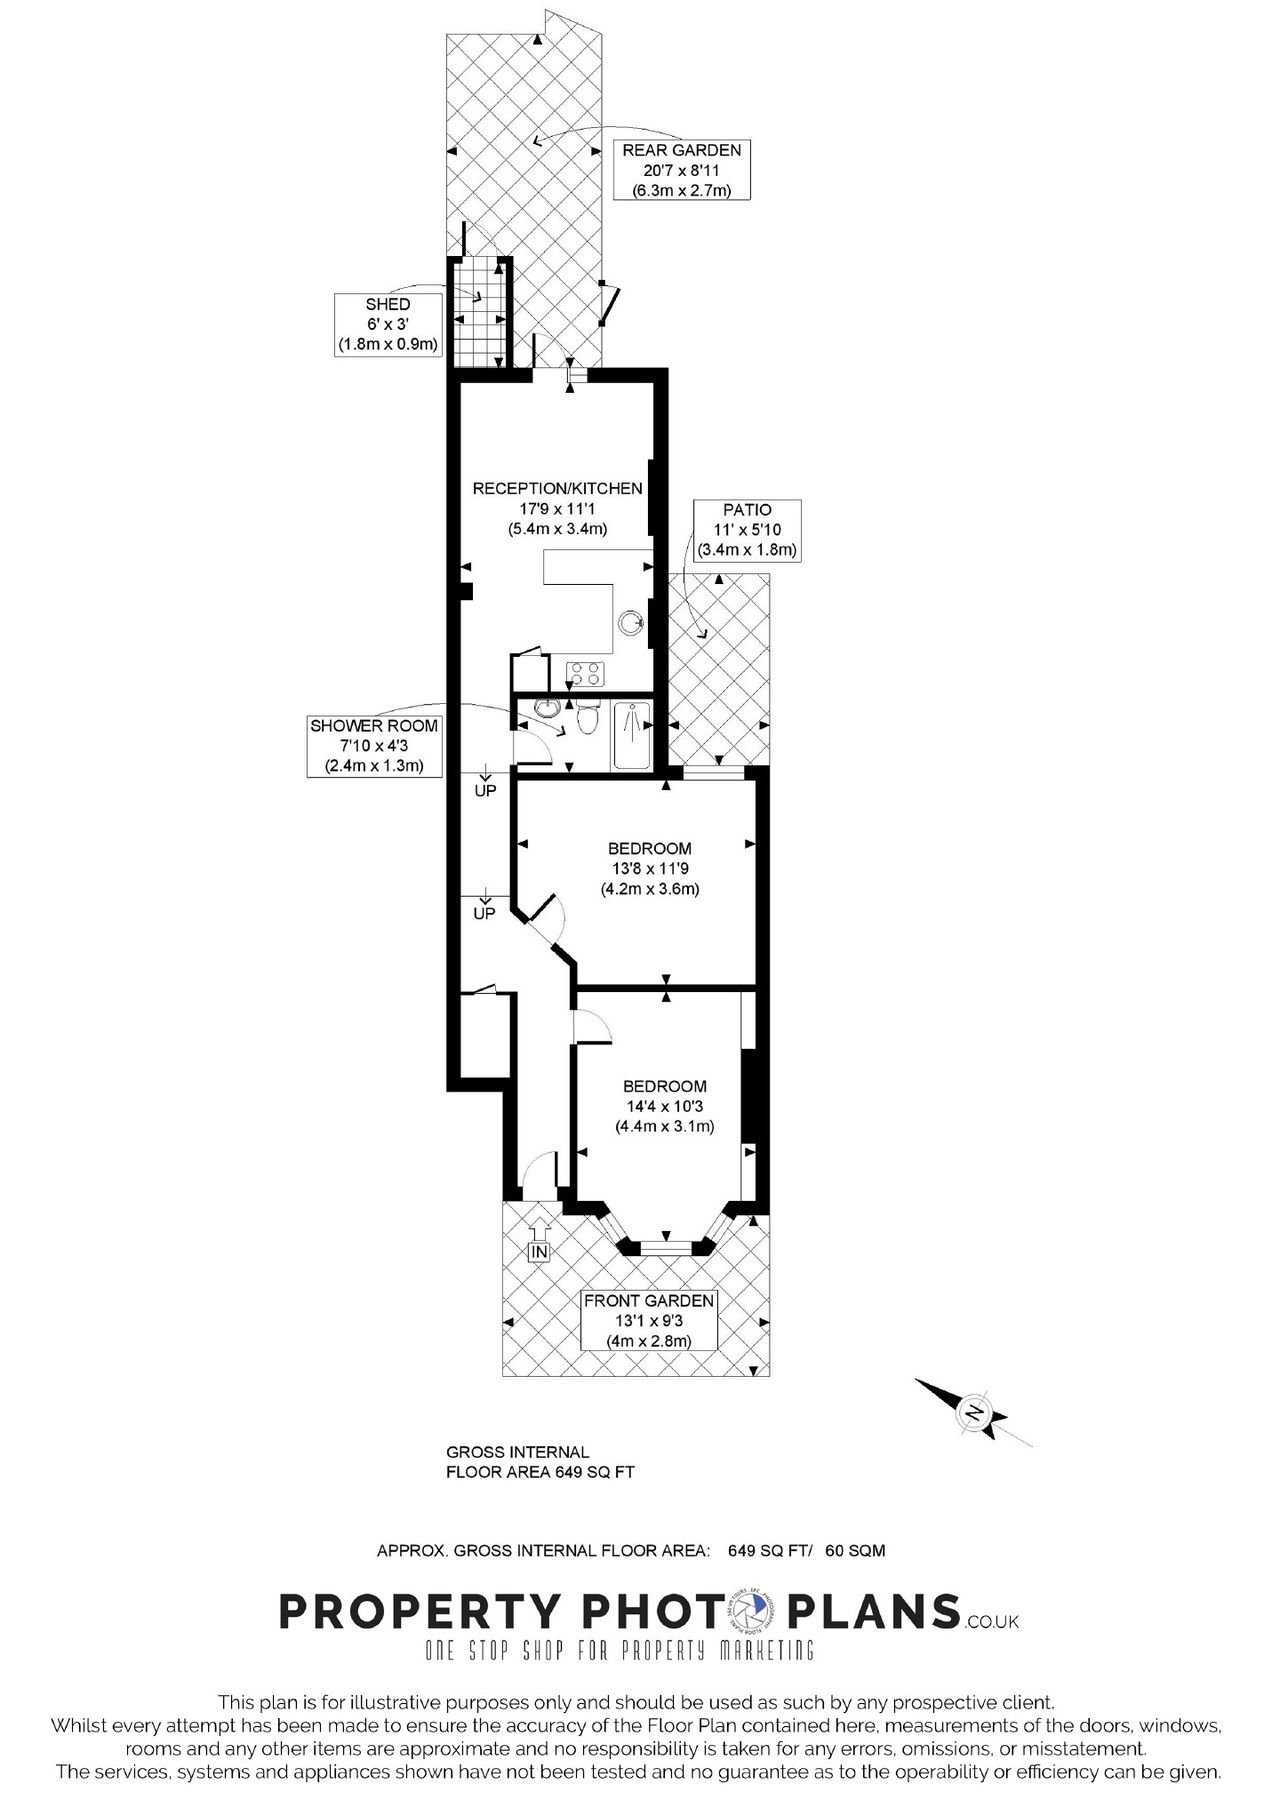 REAR GARDEN
20'7 x 8'11
(6.3m x 2.7m)
SHED
6' x 3'
(1.8m x 0.9m)
RECEPTION/KITCHEN
17'9 x 11'1
(5.4m x 3.4m)
PATIO
11' x 5'10
(3.4m x 1.8m)
SHOWER ROOM
7'10 x 4'3
(2.4m x 1.3m)
UP
BEDROOM
13'8 x 11'9
(4.2m x 3.6m)
UP
BEDROOM
14'4 x 10'3
(4.4m x 3.1m)
IN
FRONT GARDEN
13'1 x 9'3
(4m x 2.8m)
N
GROSS INTERNAL
FLOOR AREA 649 SQ FT
APPROX. GROSS INTERNAL FLOOR AREA: 649 SQ FT/ 60 SQM
PROPERTY PHOTO PLANS.CO.UK
ONE STOP SHOP FOR PROPERTY MARKETING
This plan is for illustrative purposes only and should be used as such by any prospective client.
Whilst every attempt has been made to ensure the accuracy of the Floor Plan contained here, measurements of the doors, windows,
rooms and any other items are approximate and no responsibility is taken for any errors, omissions, or misstatement.
The services, systems and appliances shown have not been tested and no guarantee as to the operability or efficiency can be given.